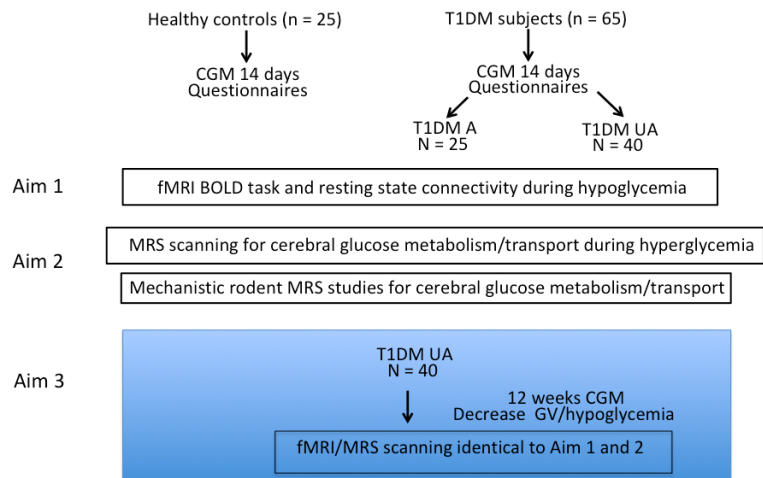 Healthy controls (n = 25)
T1DM subjects (n = 65)
CGM 14 days
Questionnaires
CGM 14 days
Questionnaires
T1DM A
N = 25
T1DM UA
N = 40
Aim 1
fMRI BOLD task and resting state connectivity during hypoglycemia
Aim 2
MRS scanning for cerebral glucose metabolism/transport during hyperglycemia
Mechanistic rodent MRS studies for cerebral glucose metabolism/transport
Aim 3
T1DM UA
N = 40
12 weeks CGM
Decrease GV/hypoglycemia
fMRI/MRS scanning identical to Aim 1 and 2